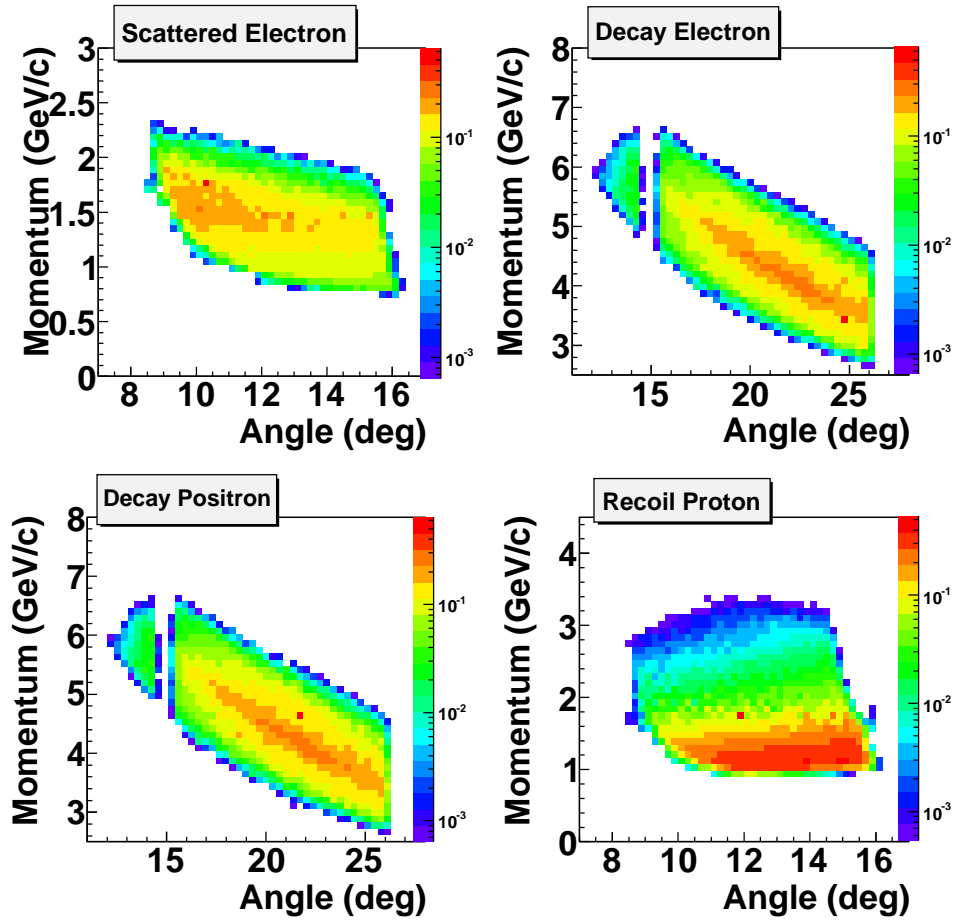 Scattered Electron
Momentum (GeV/c)
3
2.5
2
1.5
1
0.5
0
8 10 12 14 16
Angle (deg)
10-1
10-2
10-3
Decay Electron
Momentum (GeV/c)
8
7
6
5
4
3
15 20 25
Angle (deg)
10-1
10-2
10-3
Decay Positron
Momentum (GeV/c)
8
7
6
5
4
3
15 20 25
Angle (deg)
10-1
10-2
10-3
Recoil Proton
Momentum (GeV/c)
4
3
2
1
0
8 10 12 14 16
Angle (deg)
10-1
10-2
10-3